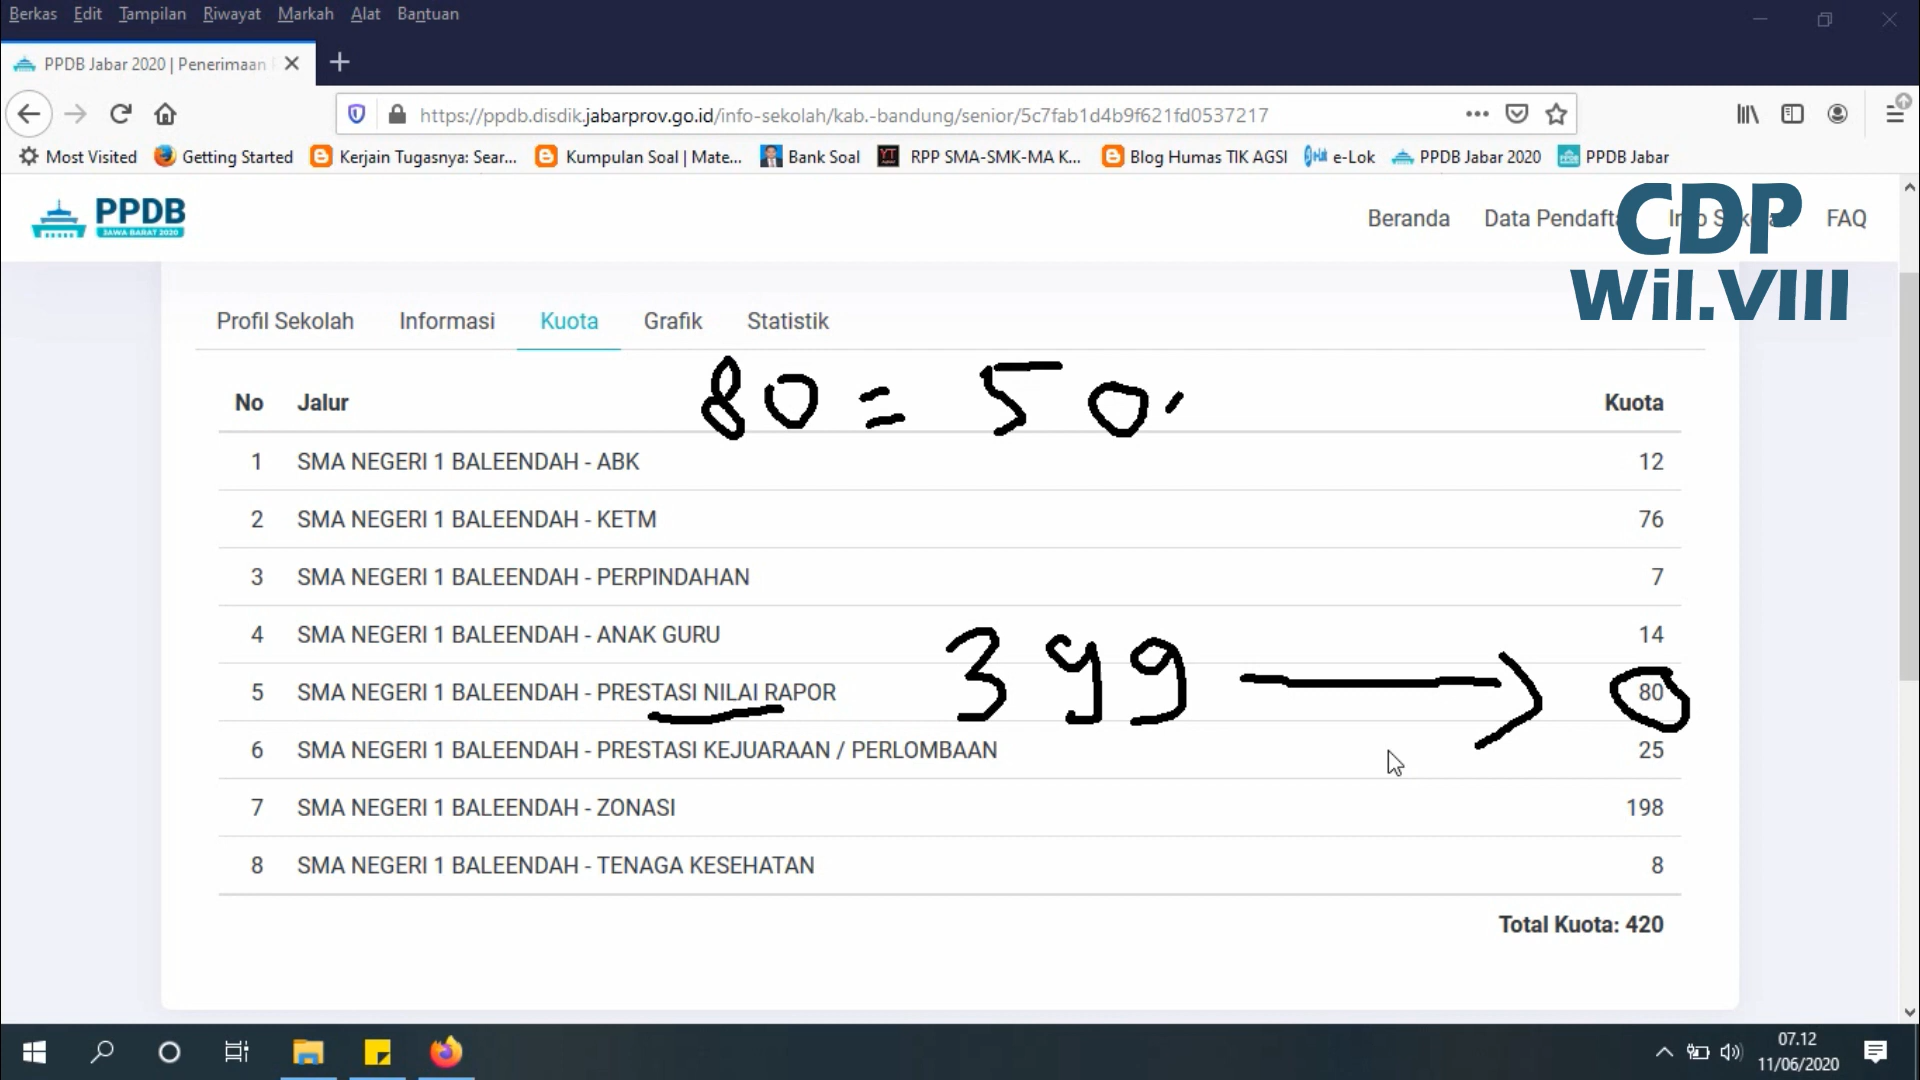 Berkas Edit Tampilan Riwayat Markah Alat Bantuan
PPDB Jabar 2020 | Penerimaan
https://ppdb.disdik.jabarprov.go.id/info-sekolah/kab.-bandung/senior/5c7fab1d4b9f621fd0537217
Most Visited Getting Started Kerjain Tugasnya: Sear... Kumpulan Soal | Mate... Bank Soal RPP SMA-SMK-MA K... Blog Humas TIK AGSI e-Lok PPDB Jabar 2020 PPDB Jabar
PPDB
JAWA BARAT 2020
Beranda Data Pendafta Info Sekolah FAQ
CDP
Wil.VIII
Profil Sekolah Informasi Kuota Grafik Statistik
80 = 50
No Jalur Kuota
1 SMA NEGERI 1 BALEENDAH - ABK 12
2 SMA NEGERI 1 BALEENDAH - KETM 76
3 SMA NEGERI 1 BALEENDAH - PERPINDAHAN 7
4 SMA NEGERI 1 BALEENDAH - ANAK GURU 14
5 SMA NEGERI 1 BALEENDAH - PRESTASI NILAI RAPOR 399 80
6 SMA NEGERI 1 BALEENDAH - PRESTASI KEJUARAAN / PERLOMBAAN 25
7 SMA NEGERI 1 BALEENDAH - ZONASI 198
8 SMA NEGERI 1 BALEENDAH - TENAGA KESEHATAN 8
Total Kuota: 420
07.12
11/06/2020